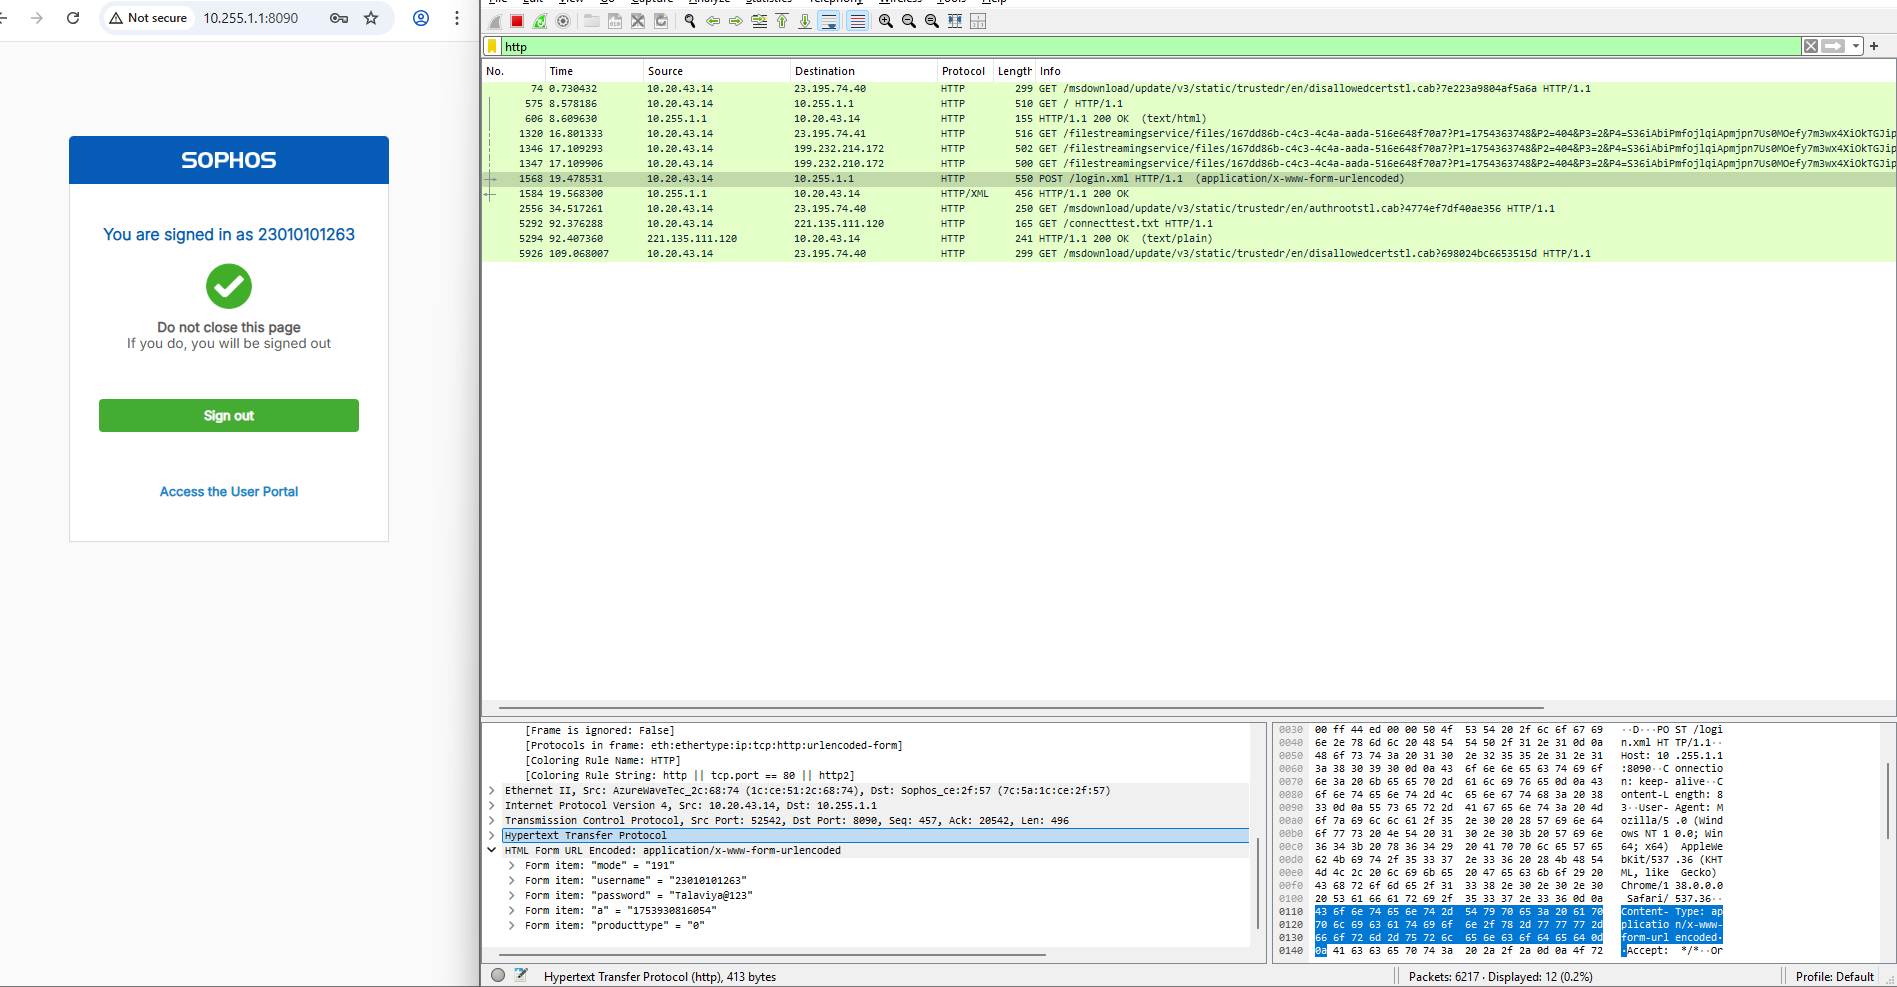 Not secure
10.255.1.1:8090
SOPHOS
You are signed in as 23010101263
Do not close this page
If you do, you will be signed out
Sign out
Access the User Portal
http
No. Time Source Destination Protocol Length Info
74 0.730432 10.20.43.14 23.195.74.40 HTTP 299 GET /msdownload/update/v3/static/trustedr/en/disallowedcertstl.cab?7e223a9804af5a6a HTTP/1.1
575 8.578186 10.20.43.14 10.255.1.1 HTTP 510 GET / HTTP/1.1
606 8.609630 10.255.1.1 10.20.43.14 HTTP 155 HTTP/1.1 200 OK (text/html)
1320 16.801333 10.20.43.14 23.195.74.41 HTTP 516 GET /filestreamingservice/files/167dd86b-c4c3-4c4a-aada-516e648f70a7?P1=1754363748&P2=404&P3=2&P4=S36iAbiPmfojlqiApmjpn7Us0MOefy7m3wx4XiOkTGJip
1346 17.109293 10.20.43.14 199.232.214.172 HTTP 502 GET /filestreamingservice/files/167dd86b-c4c3-4c4a-aada-516e648f70a7?P1=1754363748&P2=404&P3=2&P4=S36iAbiPmfojlqiApmjpn7Us0MOefy7m3wx4XiOkTGJip
1347 17.109906 10.20.43.14 199.232.210.172 HTTP 500 GET /filestreamingservice/files/167dd86b-c4c3-4c4a-aada-516e648f70a7?P1=1754363748&P2=404&P3=2&P4=S36iAbiPmfojlqiApmjpn7Us0MOefy7m3wx4XiOkTGJip
1568 19.478531 10.20.43.14 10.255.1.1 HTTP 550 POST /login.xml HTTP/1.1 (application/x-www-form-urlencoded)
1584 19.568300 10.255.1.1 10.20.43.14 HTTP/XML 456 HTTP/1.1 200 OK
2556 34.517261 10.20.43.14 23.195.74.40 HTTP 250 GET /msdownload/update/v3/static/trustedr/en/authrootstl.cab?4774ef7df40ae356 HTTP/1.1
5292 92.376288 10.20.43.14 221.135.111.120 HTTP 165 GET /connecttest.txt HTTP/1.1
5294 92.407360 221.135.111.120 10.20.43.14 HTTP 241 HTTP/1.1 200 OK (text/plain)
5926 109.068007 10.20.43.14 23.195.74.40 HTTP 299 GET /msdownload/update/v3/static/trustedr/en/disallowedcertstl.cab?698024bc6653515d HTTP/1.1
[Frame is ignored: False]
[Protocols in frame: eth:ethertype:ip:tcp:http:urlencoded-form]
[Coloring Rule Name: HTTP]
[Coloring Rule String: http || tcp.port == 80 || http2]
Ethernet II, Src: AzureWaveTec_2c:68:74 (1c:ce:51:2c:68:74), Dst: Sophos_ce:2f:57 (7c:5a:1c:ce:2f:57)
Internet Protocol Version 4, Src: 10.20.43.14, Dst: 10.255.1.1
Transmission Control Protocol, Src Port: 52542, Dst Port: 8090, Seq: 457, Ack: 20542, Len: 496
Hypertext Transfer Protocol
HTML Form URL Encoded: application/x-www-form-urlencoded
Form item: "mode" = "191"
Form item: "username" = "23010101263"
Form item: "password" = "Talaviya@123"
Form item: "a" = "1753930816054"
Form item: "producttype" = "0"
0030 00 ff 44 ed 00 00 50 4f 53 54 20 2f 6c 6f 67 69 ··D···PO ST /logi
0040 6e 2e 78 6d 6c 20 48 54 54 50 2f 31 2e 31 0d 0a n.xml HT TP/1.1··
0050 48 6f 73 74 3a 20 31 30 2e 32 35 35 2e 31 2e 31 Host: 10 .255.1.1
0060 3a 38 30 39 30 0d 0a 43 6f 6e 6e 65 63 74 69 6f :8090··C onnectio
0070 6e 3a 20 6b 65 65 70 2d 61 6c 69 76 65 0d 0a 43 n: keep- alive··C
0080 6f 6e 74 65 6e 74 2d 4c 65 6e 67 74 68 3a 20 38 ontent-L ength: 8
0090 33 0d 0a 55 73 65 72 2d 41 67 65 6e 74 3a 20 4d 3··User- Agent: M
00a0 6f 7a 69 6c 6c 61 2f 35 2e 30 20 28 57 69 6e 64 ozilla/5 .0 (Wind
00b0 6f 77 73 20 4e 54 20 31 30 2e 30 3b 20 57 69 6e ows NT 1 0.0; Win
00c0 36 34 3b 20 78 36 34 29 20 41 70 70 6c 65 57 65 64; x64) AppleWe
00d0 62 4b 69 74 2f 35 33 37 2e 33 36 20 28 4b 48 54 bKit/537 .36 (KHT
00e0 4d 4c 2c 20 6c 69 6b 65 20 47 65 63 6b 6f 29 20 ML, like Gecko)
00f0 43 68 72 6f 6d 65 2f 31 33 38 2e 30 2e 30 2e 30 Chrome/1 38.0.0.0
0100 20 53 61 66 61 72 69 2f 35 33 37 2e 33 36 0d 0a Safari/ 537.36··
0110 43 6f 6e 74 65 6e 74 2d 54 79 70 65 3a 20 61 70 Content- Type: ap
0120 70 6c 69 63 61 74 69 6f 6e 2f 78 2d 77 77 77 2d plicatio n/x-www-
0130 66 6f 72 6d 2d 75 72 6c 65 6e 63 6f 64 65 64 0d form-url encoded·
0140 0a 41 63 63 65 70 74 3a 20 2a 2f 2a 0d 0a 4f 72 ·Accept: */*··Or
Hypertext Transfer Protocol (http), 413 bytes
Packets: 6217 · Displayed: 12 (0.2%)
Profile: Default